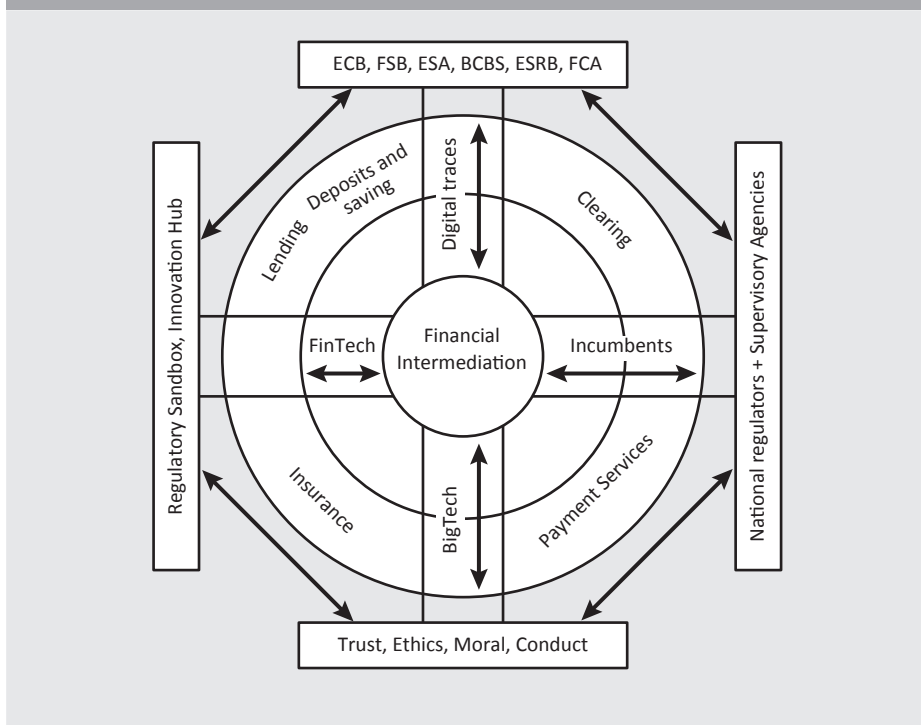 ECB, FSB, ESA, BCBS, ESRB, FCA
Regulatory Sandbox, Innovation Hub
Lending
Deposits and
saving
Digital traces
Clearing
National regulators + Supervisory Agencies
FinTech
Financial
Intermediation
Incumbents
Insurance
BigTech
Payment Services
Trust, Ethics, Moral, Conduct